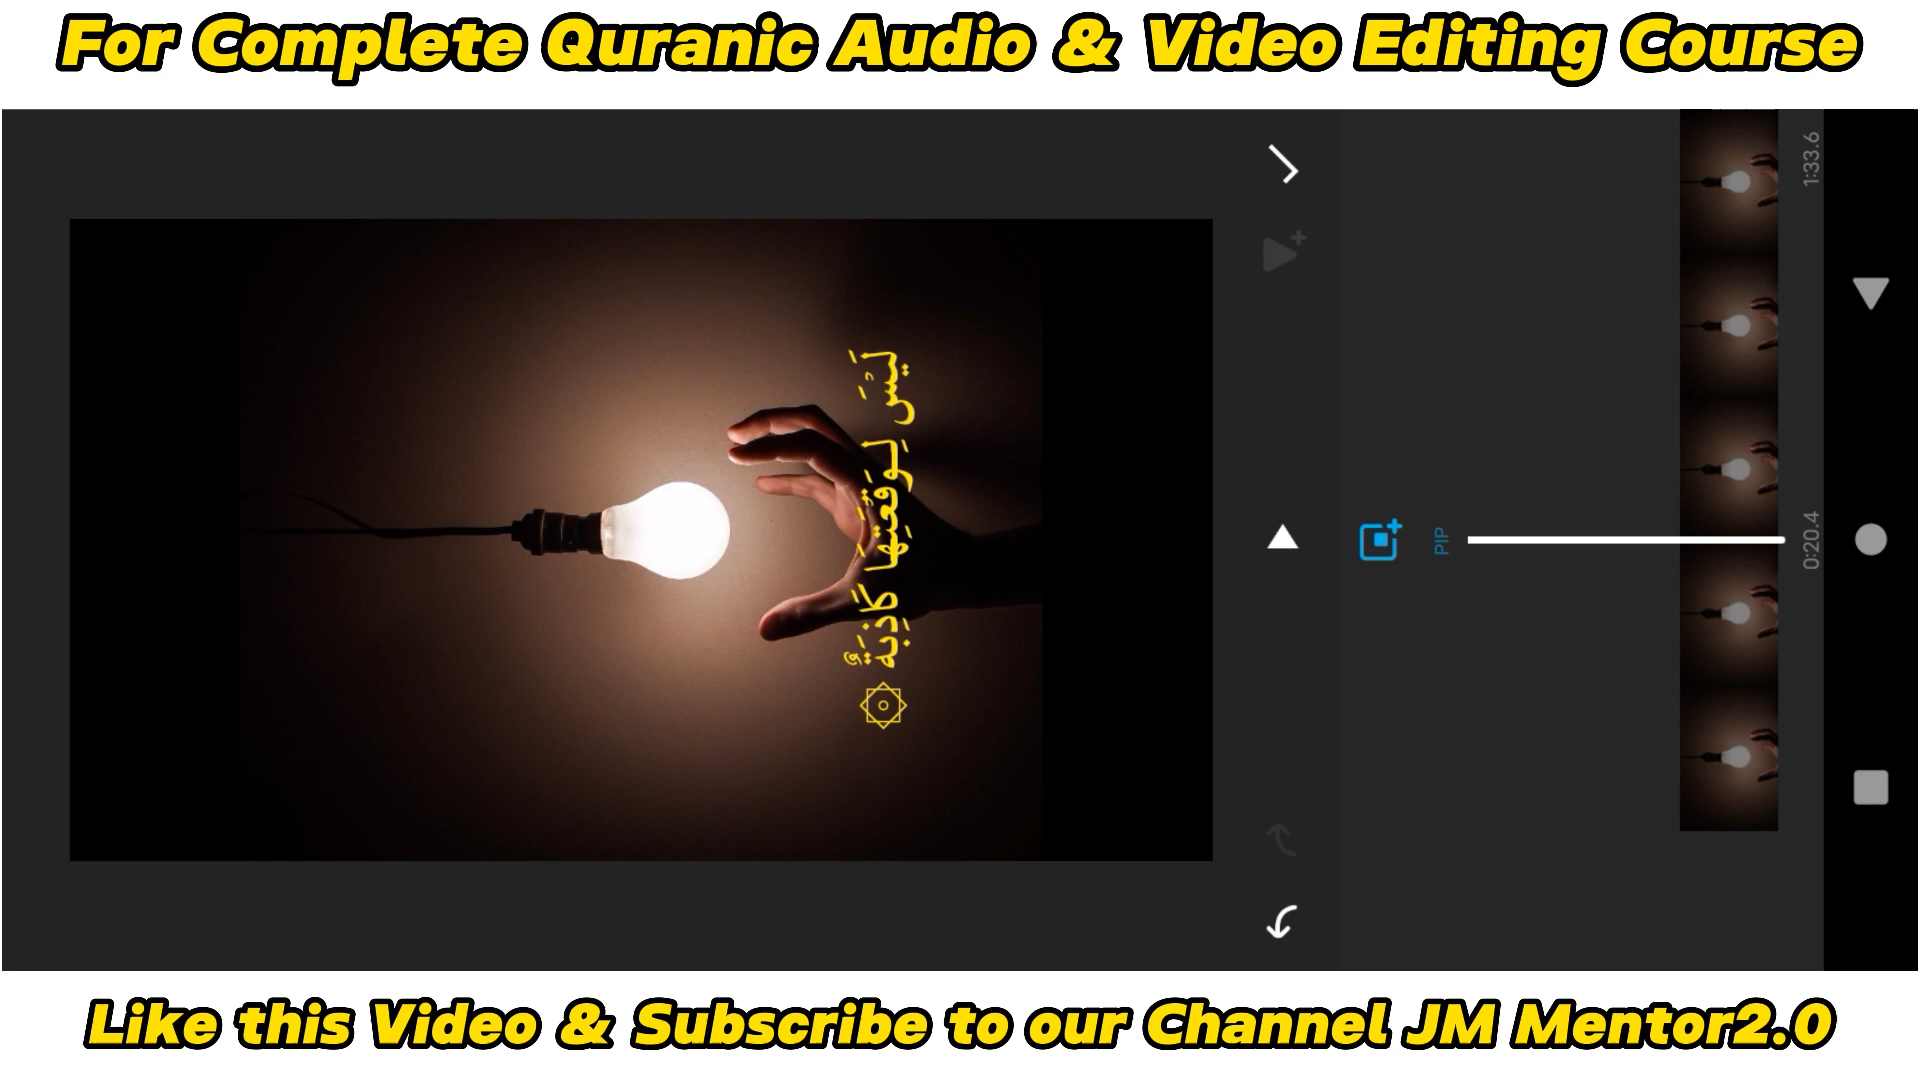 For Complete Quranic Audio & Video Editing Course
لَيْسَ لِوَقْعَتِهَا كَاذِبَةٌ ۞
PIP
0:20.4
1:33.6
Like this Video & Subscribe to our Channel JM Mentor2.0